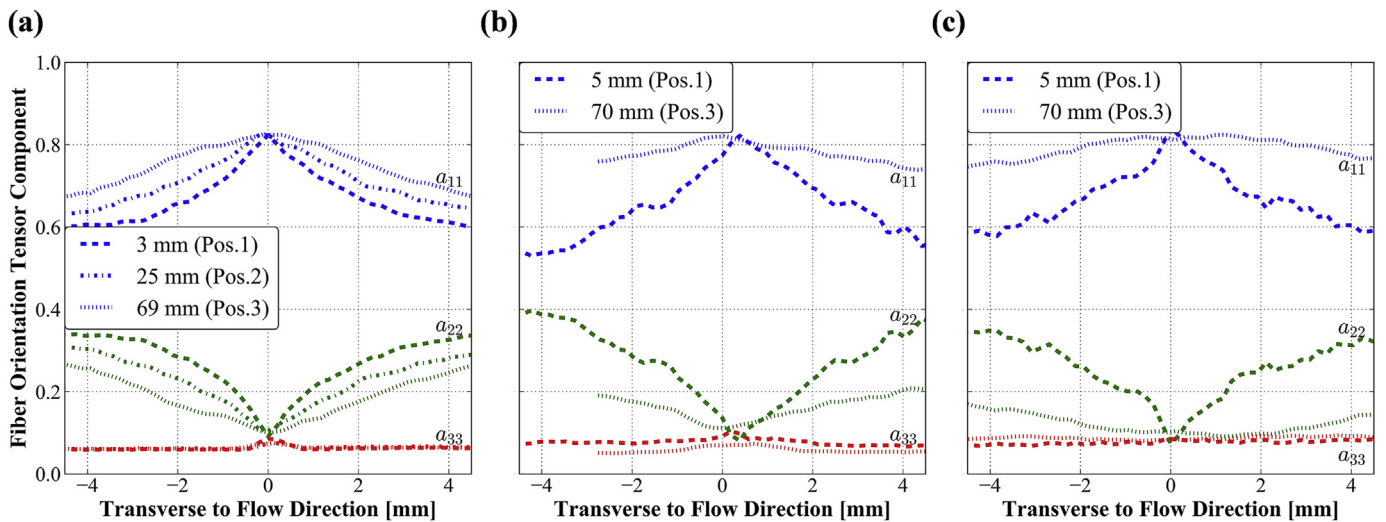 (a)
(b)
(c)
Fiber Orientation Tensor Component
1.0
0.8
0.6
0.4
0.2
0.0
a11
3 mm (Pos.1)
25 mm (Pos.2)
69 mm (Pos.3)
a22
a33
−4 −2 0 2 4
Transverse to Flow Direction [mm]
5 mm (Pos.1)
70 mm (Pos.3)
a11
a22
a33
−4 −2 0 2 4
Transverse to Flow Direction [mm]
5 mm (Pos.1)
70 mm (Pos.3)
a11
a22
a33
−4 −2 0 2 4
Transverse to Flow Direction [mm]